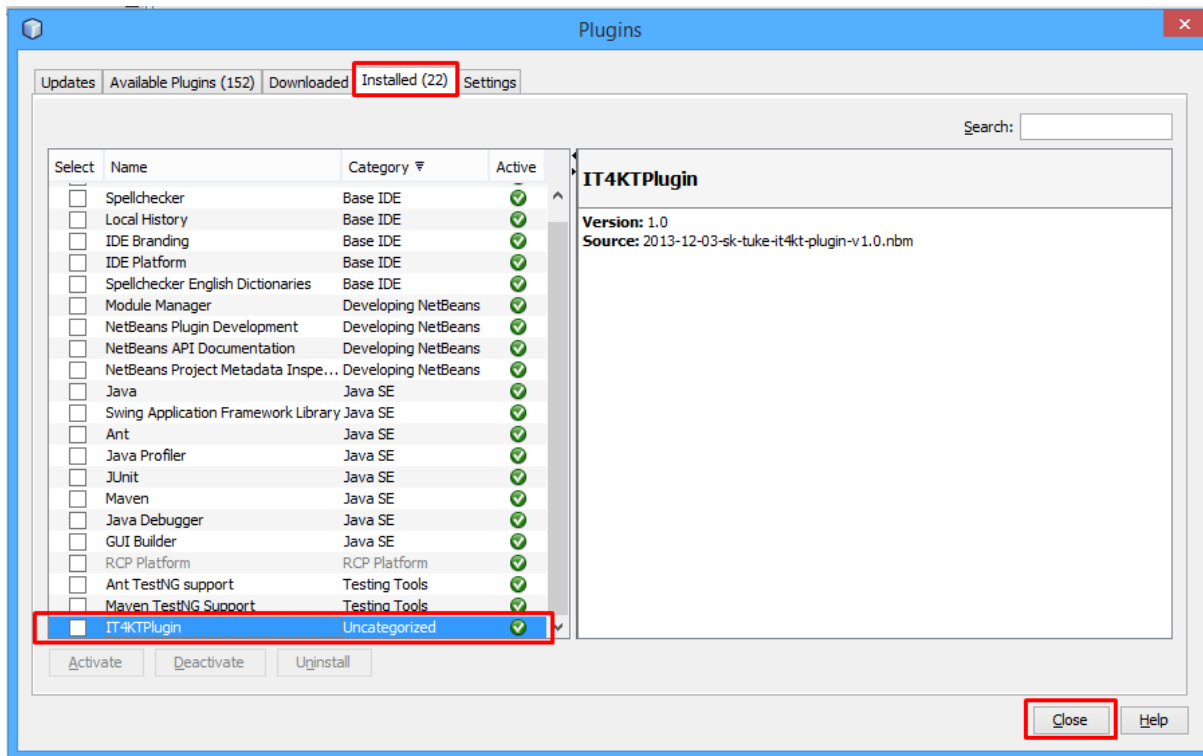 Plugins
Updates Available Plugins (152) Downloaded Installed (22) Settings
Search:
Select Name Category Active
Spellchecker Base IDE
Local History Base IDE
IDE Branding Base IDE
IDE Platform Base IDE
Spellchecker English Dictionaries Base IDE
Module Manager Developing NetBeans
NetBeans Plugin Development Developing NetBeans
NetBeans API Documentation Developing NetBeans
NetBeans Project Metadata Inspe... Developing NetBeans
Java Java SE
Swing Application Framework Library Java SE
Ant Java SE
Java Profiler Java SE
JUnit Java SE
Maven Java SE
Java Debugger Java SE
GUI Builder Java SE
RCP Platform RCP Platform
Ant TestNG support Testing Tools
Maven TestNG Support Testing Tools
IT4KTPlugin Uncategorized
IT4KTPlugin
Version: 1.0
Source: 2013-12-03-sk-tuke-it4kt-plugin-v1.0.nbm
Activate Deactivate Uninstall
Close Help